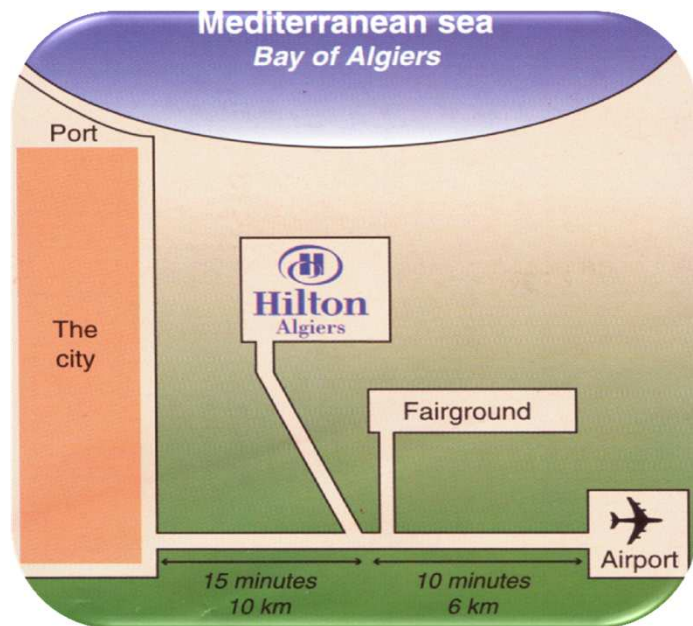 Mediterranean sea
Bay of Algiers
Port
H
Hilton
Algiers
The
city
Fairground
Airport
15 minutes
10 km
10 minutes
6 km